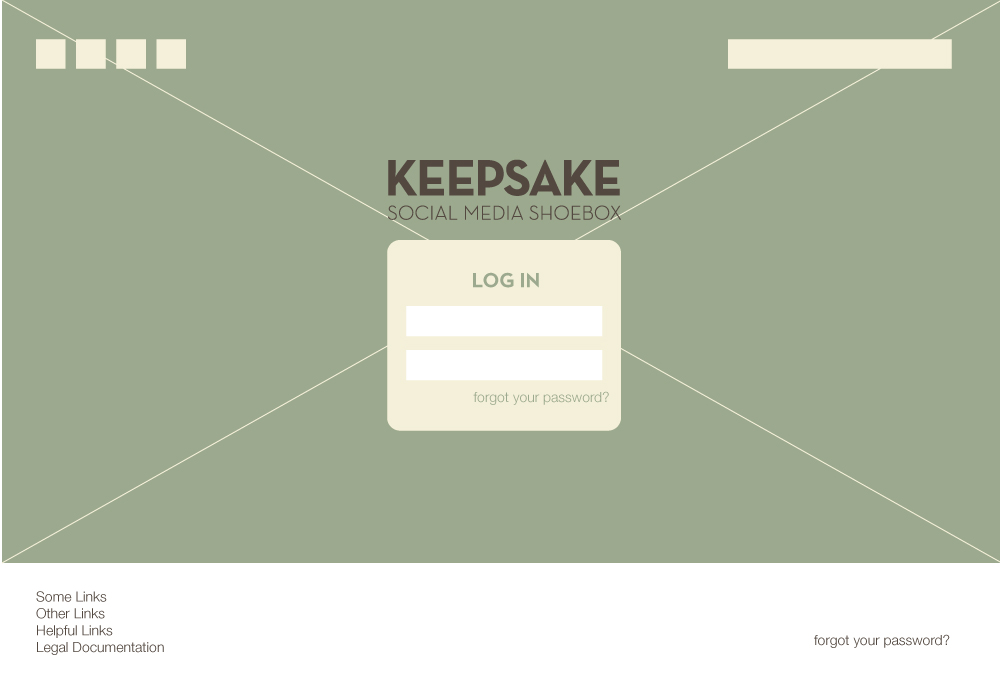 KEEPSAKE
SOCIAL MEDIA SHOEBOX
LOG IN
forgot your password?
Some Links
Other Links
Helpful Links
Legal Documentation
forgot your password?